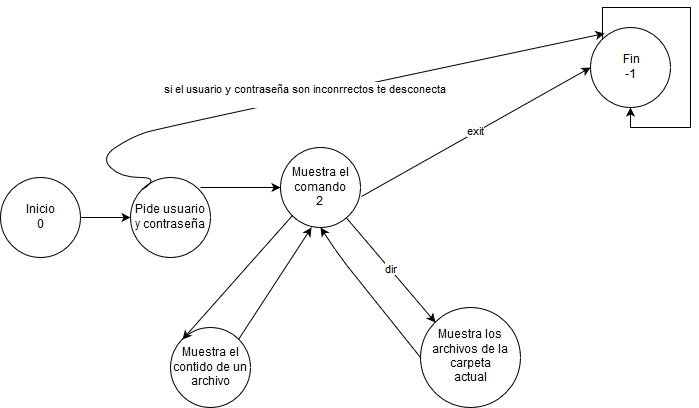 Fin
-1
si el usuario y contraseña son inconrrectos te desconecta
exit
Muestra el
comando
2
Inicio
0
Pide usuario
y contraseña
dir
Muestra el
contido de un
archivo
Muestra los
archivos de la
carpeta
actual